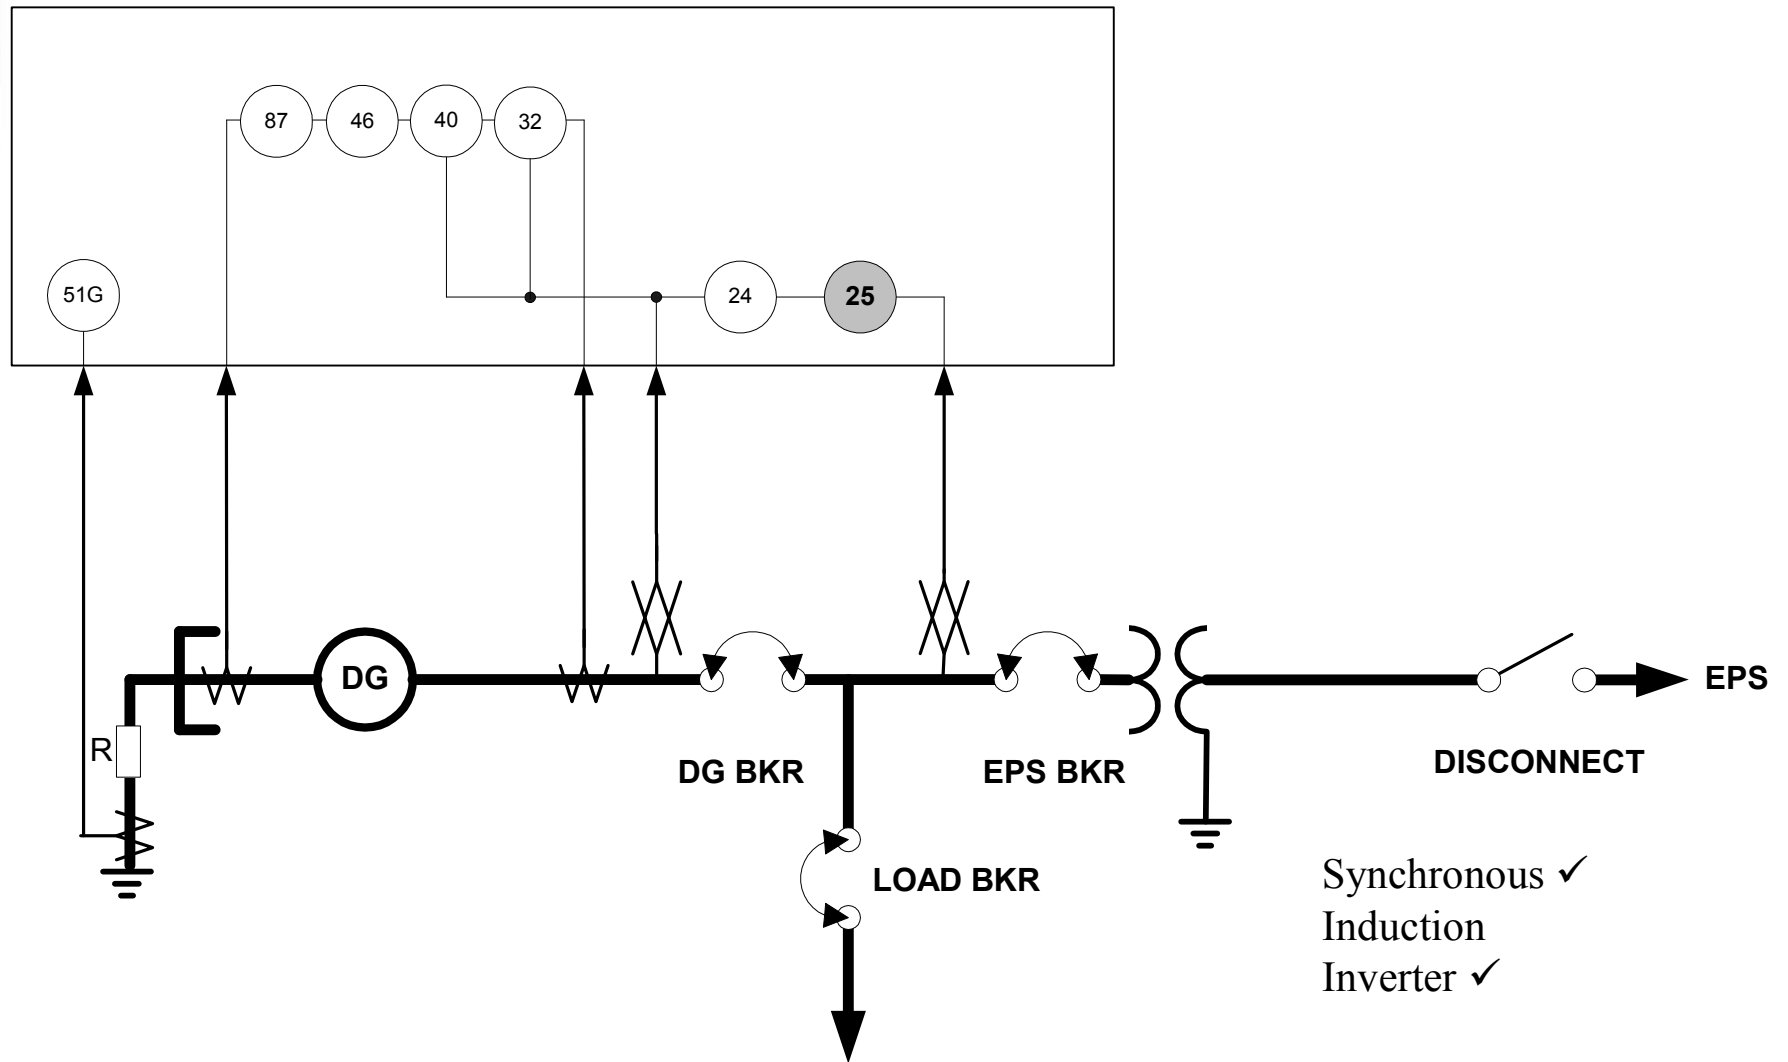 87
46
40
32
51G
24
25
DG
EPS
R
DG BKR
EPS BKR
DISCONNECT
LOAD BKR
Synchronous ✓
Induction
Inverter ✓